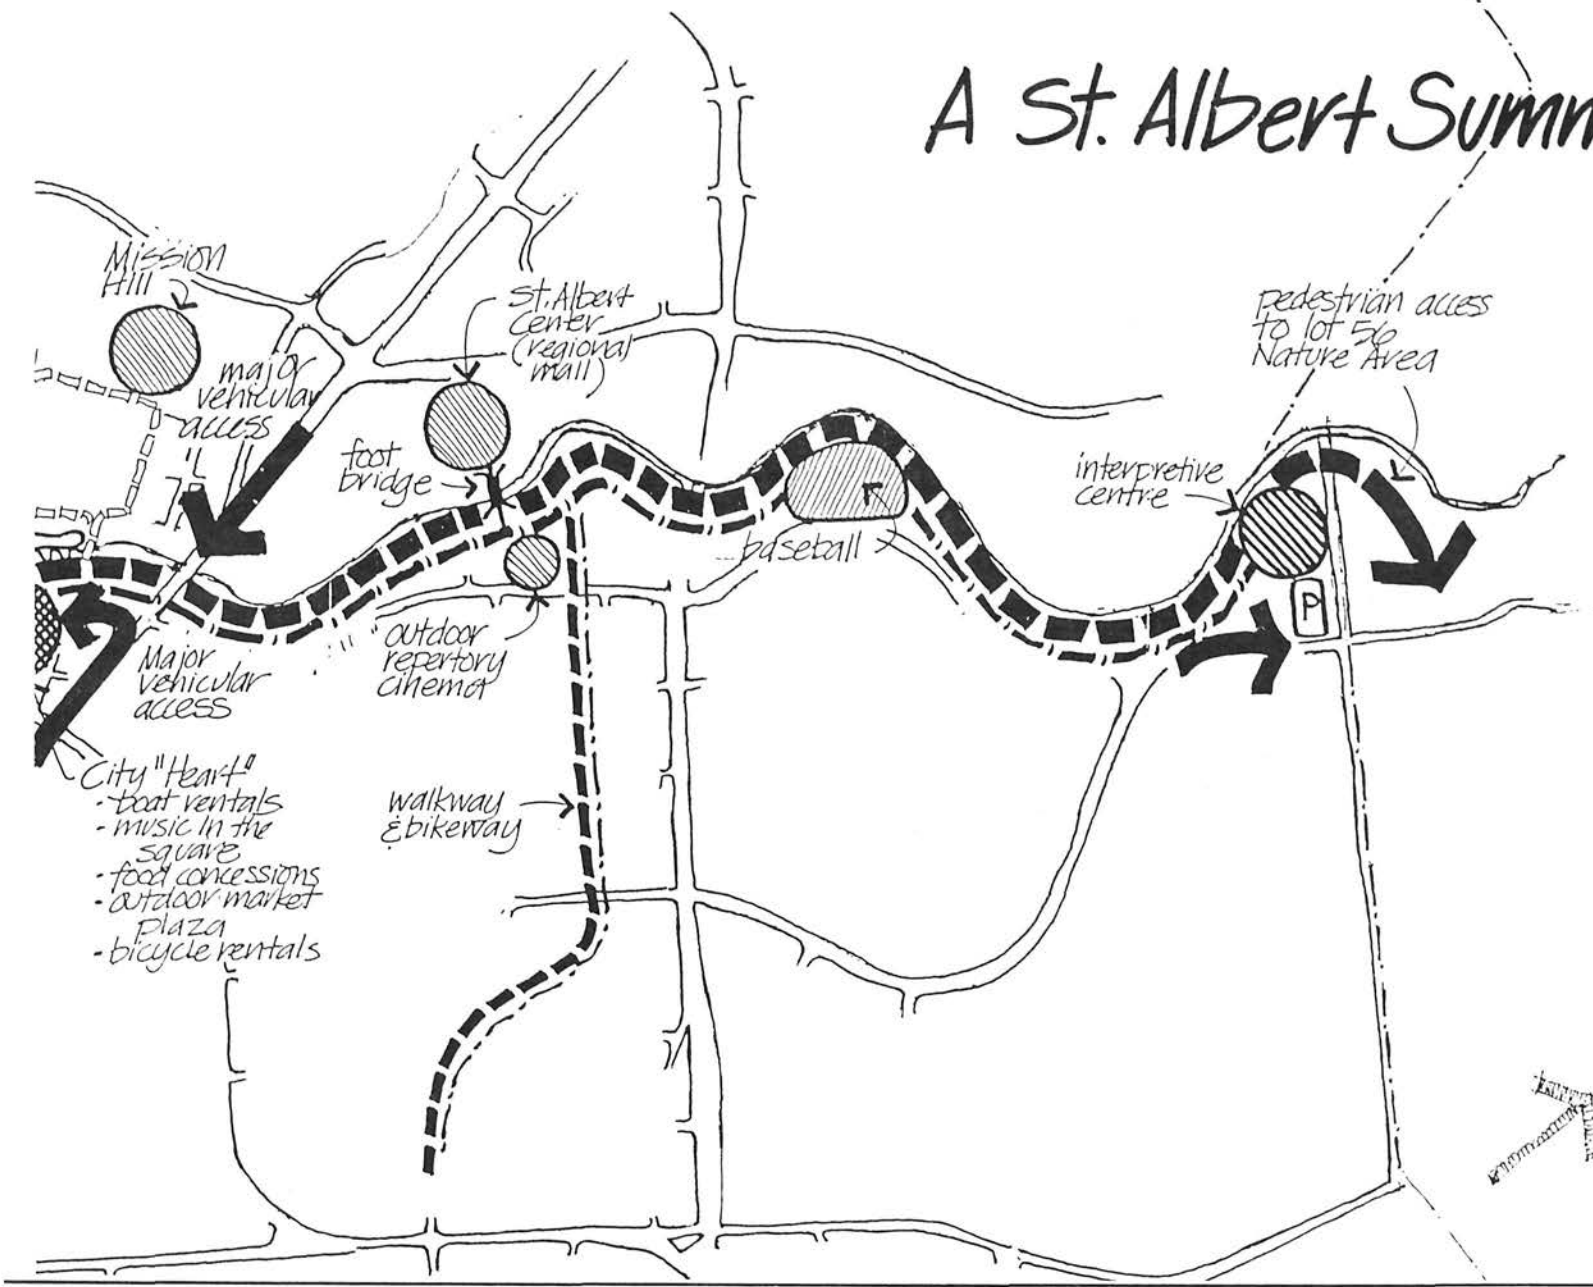 A St. Albert Summ
Mission
Hill
St. Albert
Center
(regional
mall)
pedestrian access
to lot 56
Nature Area
major
vehicular
access
foot
bridge
interpretive
centre
baseball
P
outdoor
repertory
cinemot
Major
vehicular
access
City "Heart"
- boat rentals
- music in the
square
- food concessions
- outdoor market
plaza
- bicycle rentals
walkway
& bikeway